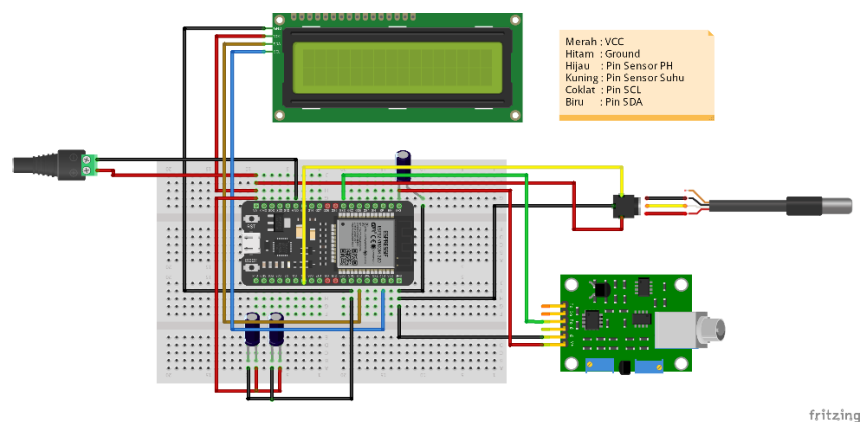 Merah : VCC
Hitam : Ground
Hijau : Pin Sensor PH
Kuning : Pin Sensor Suhu
Coklat : Pin SCL
Biru : Pin SDA
ESPRESSIF
fritzing